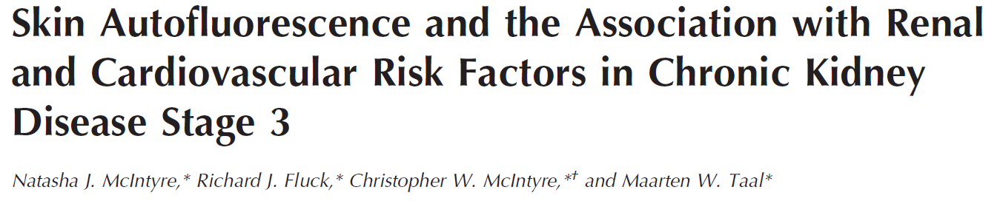 Skin Autofluorescence and the Association with Renal
and Cardiovascular Risk Factors in Chronic Kidney
Disease Stage 3
Natasha J. McIntyre,* Richard J. Fluck,* Christopher W. McIntyre,*† and Maarten W. Taal*